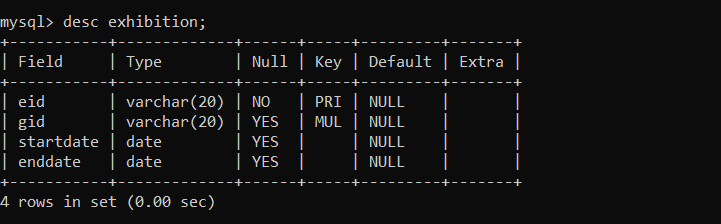 mysql> desc exhibition;
+-----------+-------------+------+-----+---------+-------+
| Field     | Type        | Null | Key | Default | Extra |
+-----------+-------------+------+-----+---------+-------+
| eid       | varchar(20) | NO   | PRI | NULL    |       |
| gid       | varchar(20) | YES  | MUL | NULL    |       |
| startdate | date        | YES  |     | NULL    |       |
| enddate   | date        | YES  |     | NULL    |       |
+-----------+-------------+------+-----+---------+-------+
4 rows in set (0.00 sec)